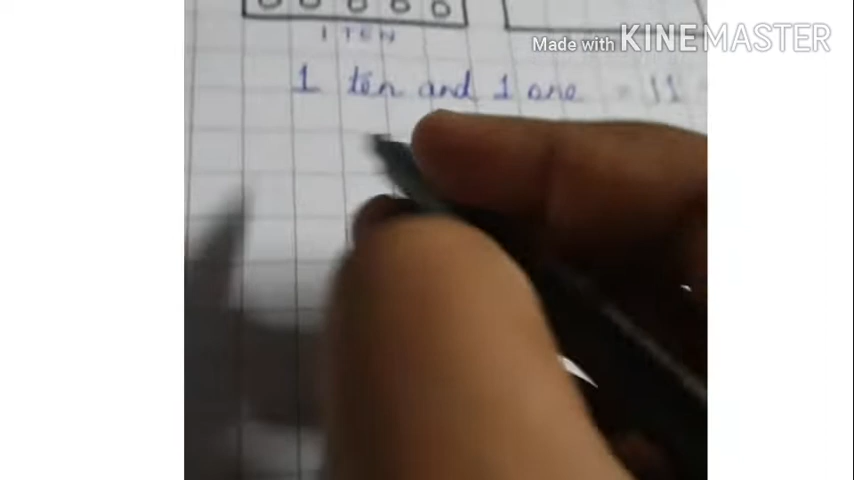 Made with KINEMASTER
1 TEN
1 ten and 1 one = 11